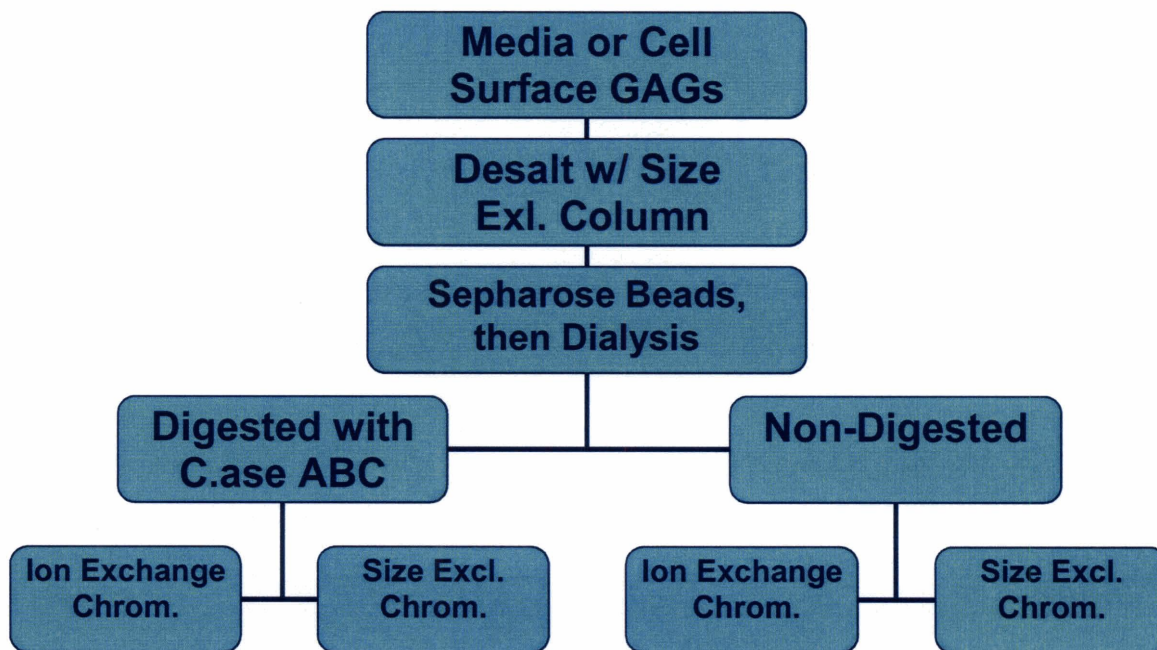 Media or Cell
Surface GAGs
Desalt w/ Size
Exl. Column
Sepharose Beads,
then Dialysis
Digested with
C.ase ABC
Non-Digested
Ion Exchange
Chrom.
Size Excl.
Chrom.
Ion Exchange
Chrom.
Size Excl.
Chrom.